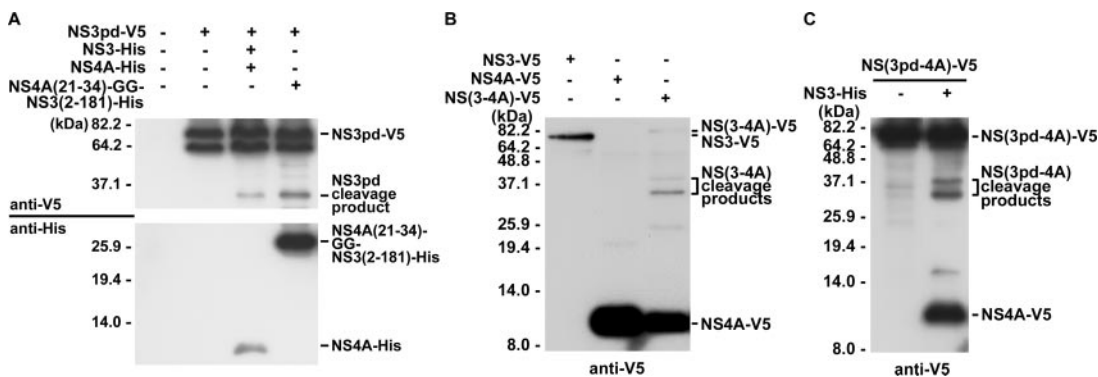 A
NS3pd-V5 - + + +
NS3-His - - + -
NS4A-His - - + -
NS4A(21-34)-GG-
NS3(2-181)-His - - - +
(kDa)
82.2 -
64.2 -
37.1 -
anti-V5
NS3pd-V5
NS3pd
cleavage
product
anti-His
25.9 -
19.4 -
14.0 -
NS4A(21-34)-
GG-
NS3(2-181)-His
NS4A-His
B
NS3-V5 + - -
NS4A-V5 - + -
NS(3-4A)-V5 - - +
(kDa)
82.2 -
64.2 -
48.8 -
37.1 -
25.9 -
19.4 -
14.0 -
8.0 -
NS(3-4A)-V5
NS3-V5
NS(3-4A)
cleavage
products
NS4A-V5
anti-V5
C
NS(3pd-4A)-V5
NS3-His - +
(kDa)
82.2 -
64.2 -
48.8 -
37.1 -
25.9 -
19.4 -
14.0 -
8.0 -
NS(3pd-4A)-V5
NS(3pd-4A)
cleavage
products
NS4A-V5
anti-V5